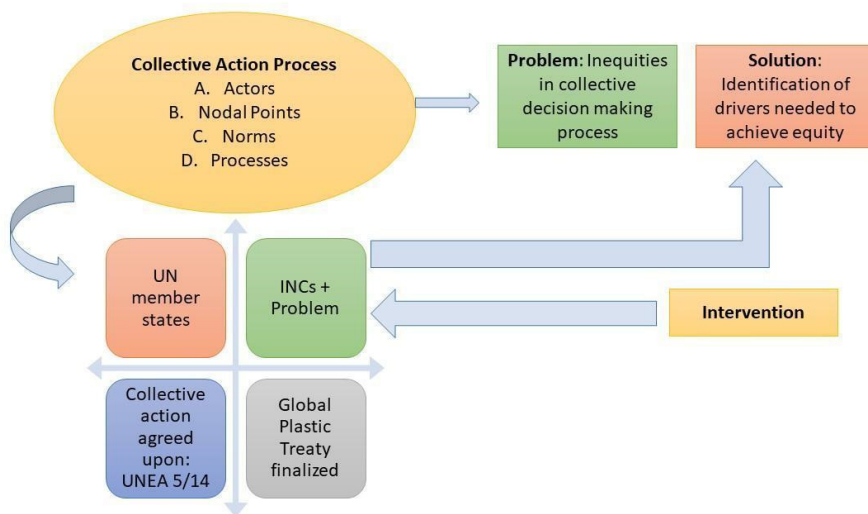 Collective Action Process
A. Actors
B. Nodal Points
C. Norms
D. Processes
Problem: Inequities
in collective
decision making
process
Solution:
Identification of
drivers needed to
achieve equity
UN
member
states
INCs +
Problem
Intervention
Collective
action
agreed
upon:
UNEA 5/14
Global
Plastic
Treaty
finalized